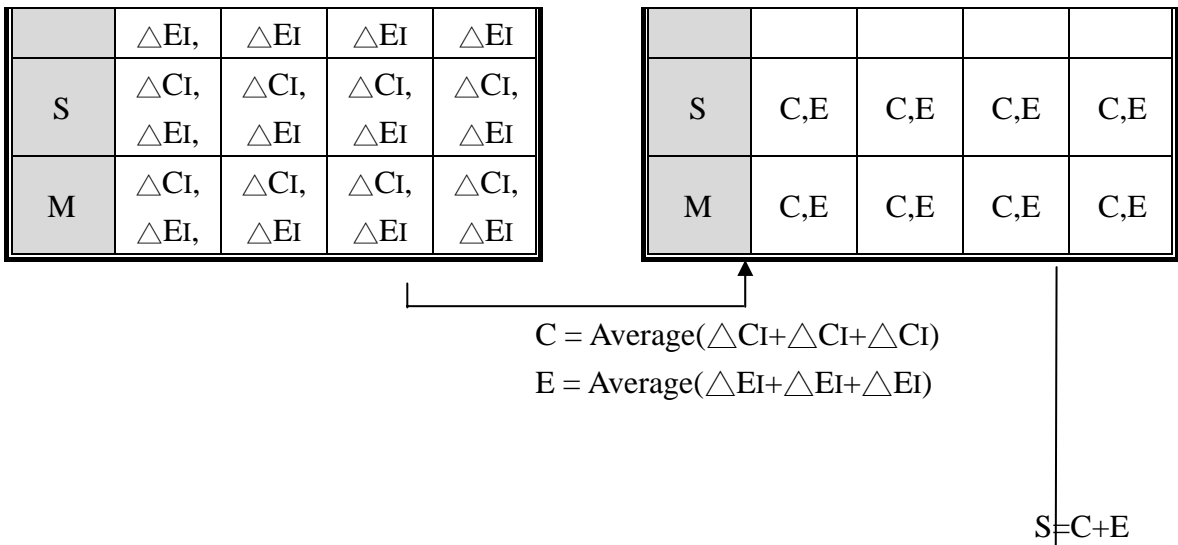 △EI, △EI △EI △EI
S △CI, △CI, △CI, △CI,
△EI, △EI △EI △EI
M △CI, △CI, △CI, △CI,
△EI, △EI △EI △EI
S C,E C,E C,E C,E
M C,E C,E C,E C,E
C = Average(△CI+△CI+△CI)
E = Average(△EI+△EI+△EI)
S=C+E